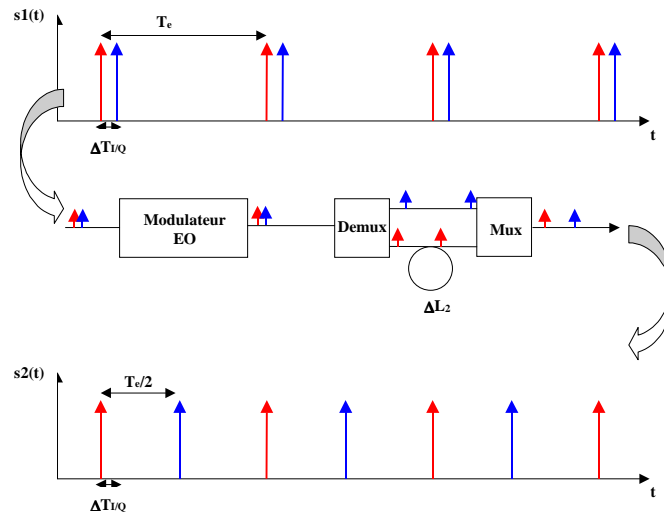 s1(t)
Te
ΔTI/Q
t
Modulateur
EO
Demux
Mux
ΔL2
s2(t)
Te/2
ΔTI/Q
t